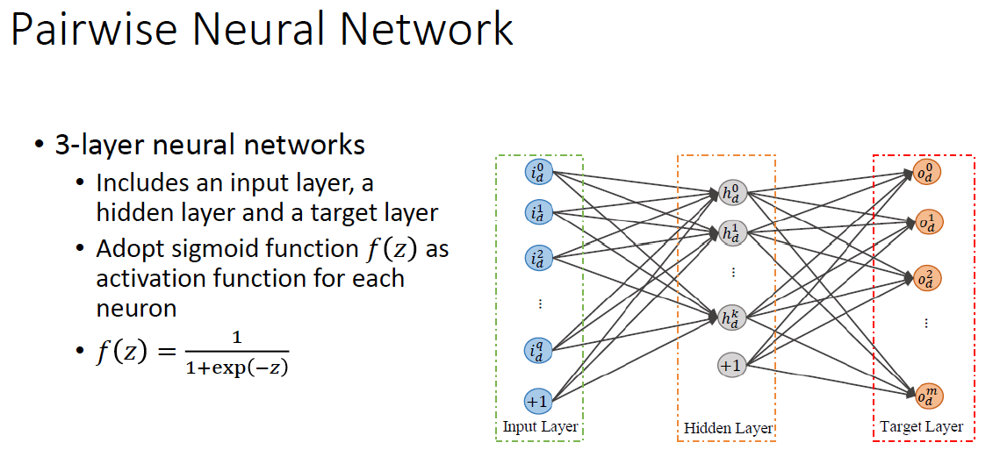 Pairwise Neural Network
• 3-layer neural networks
• Includes an input layer, a
hidden layer and a target layer
• Adopt sigmoid function f(z) as
activation function for each
neuron
• f(z) = 1/(1+exp(−z))
i_d^0
i_d^1
i_d^2
⋮
i_d^q
+1
Input Layer
h_d^0
h_d^1
⋮
h_d^k
+1
Hidden Layer
o_d^0
o_d^1
o_d^2
⋮
o_d^m
Target Layer